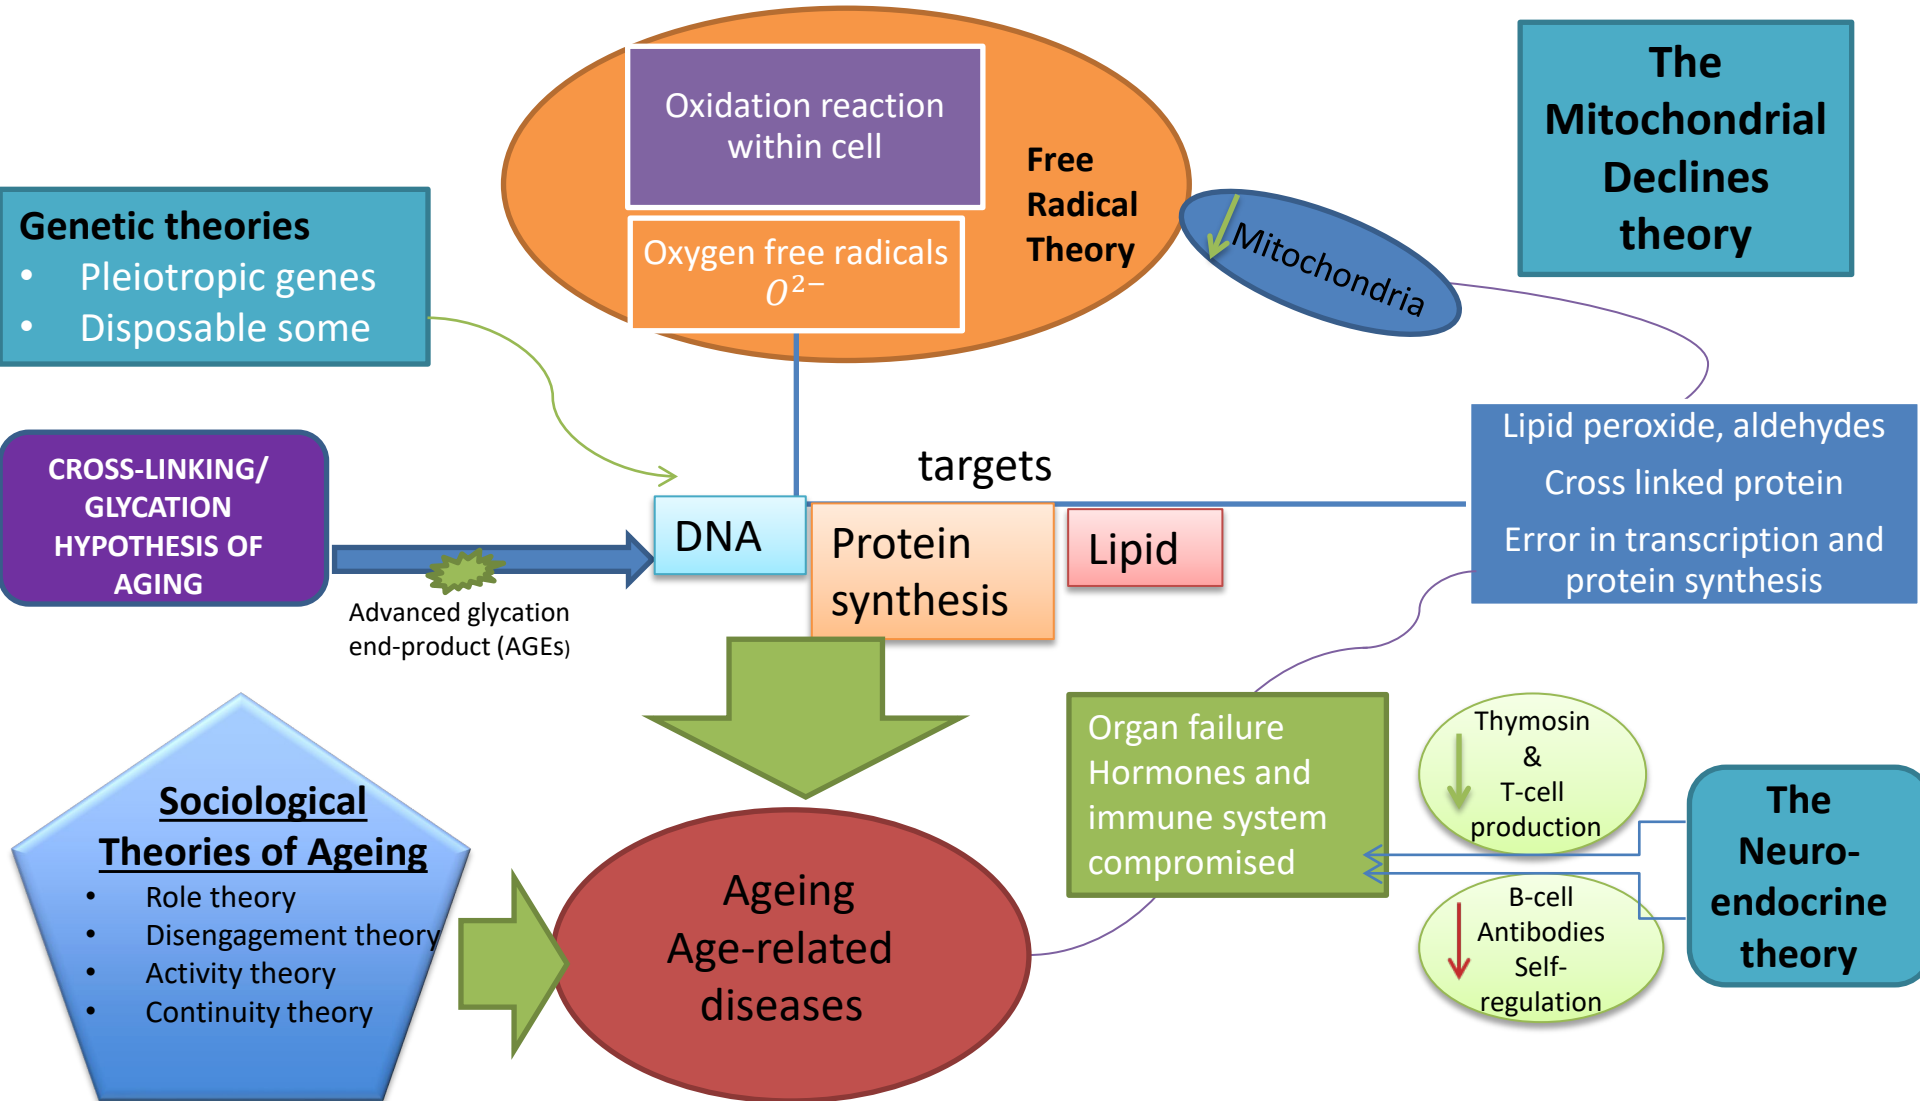 Oxidation reaction
within cell
Oxygen free radicals
O²⁻
Free
Radical
Theory
Mitochondria
The
Mitochondrial
Declines
theory
Genetic theories
• Pleiotropic genes
• Disposable some
CROSS-LINKING/
GLYCATION
HYPOTHESIS OF
AGING
Advanced glycation
end-product (AGEs)
targets
DNA
Protein
synthesis
Lipid
Lipid peroxide, aldehydes
Cross linked protein
Error in transcription and
protein synthesis
Sociological
Theories of Ageing
• Role theory
• Disengagement theory
• Activity theory
• Continuity theory
Ageing
Age-related
diseases
Organ failure
Hormones and
immune system
compromised
Thymosin
&
T-cell
production
B-cell
Antibodies
Self-
regulation
The
Neuro-
endocrine
theory